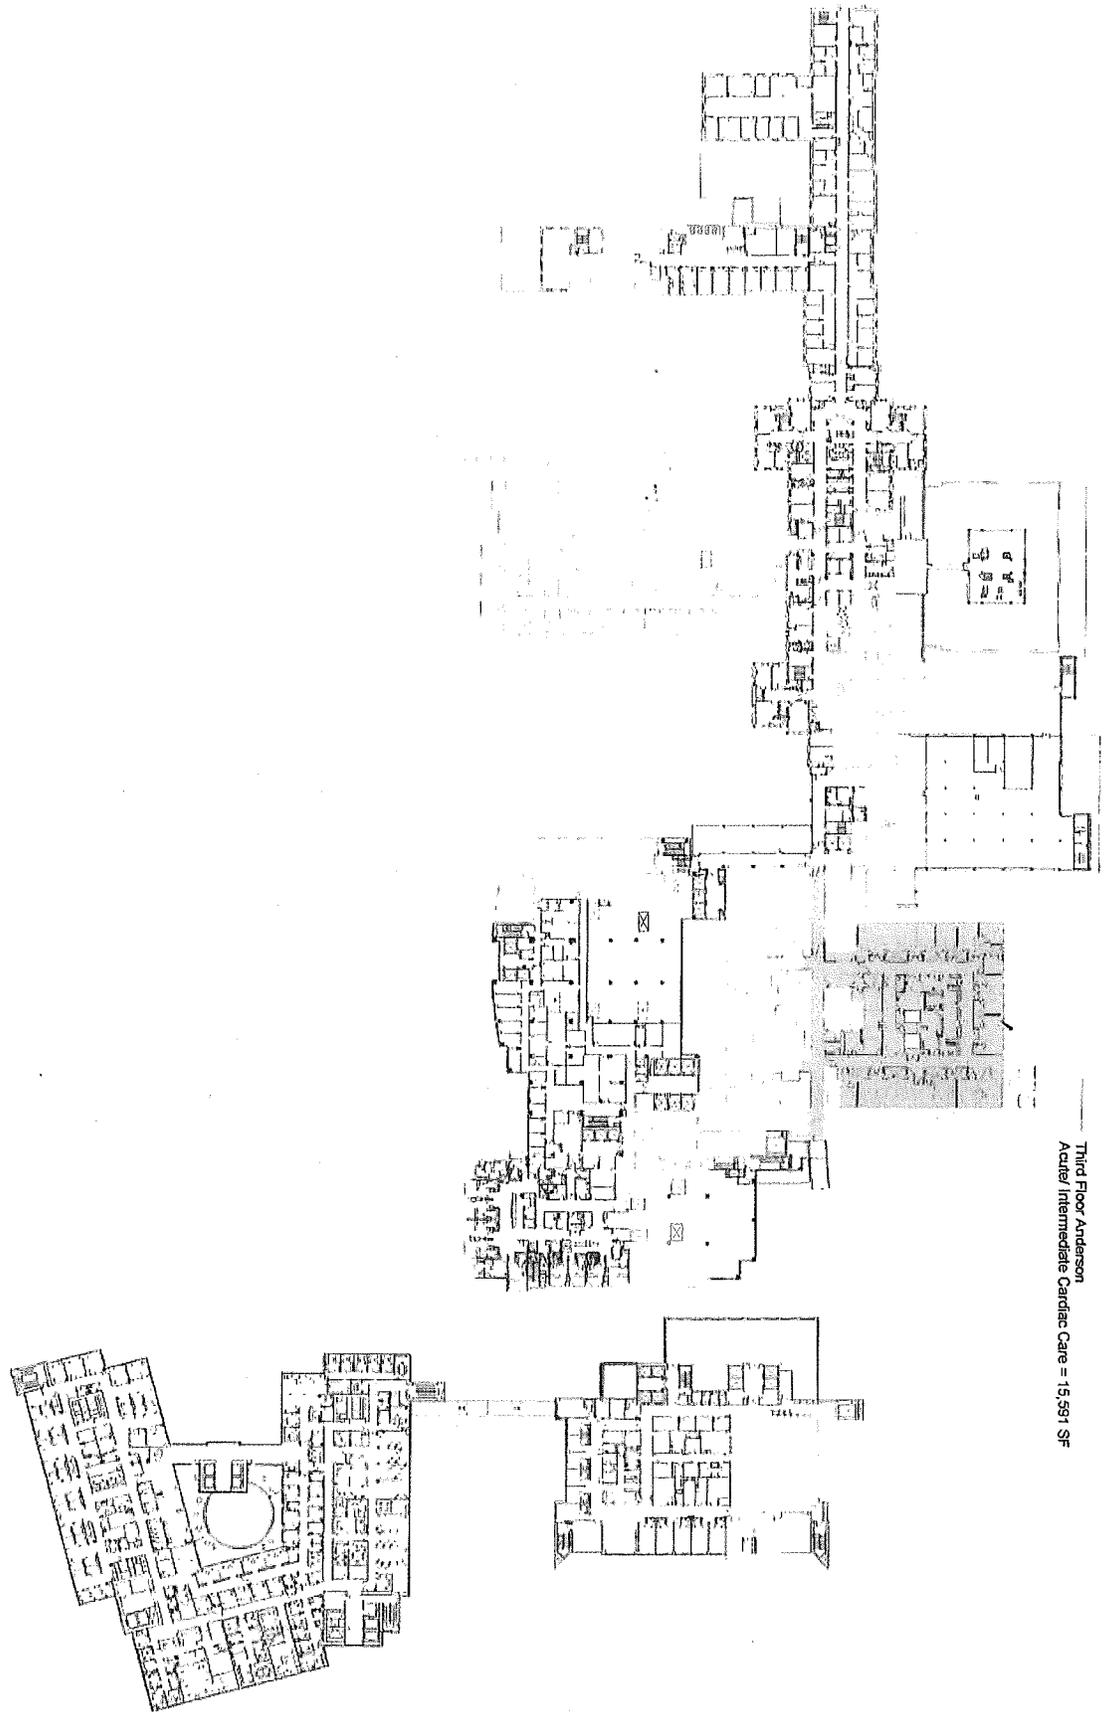 Third Floor Anderson
Acute/ Intermediate Cardiac Care = 15,591 SF